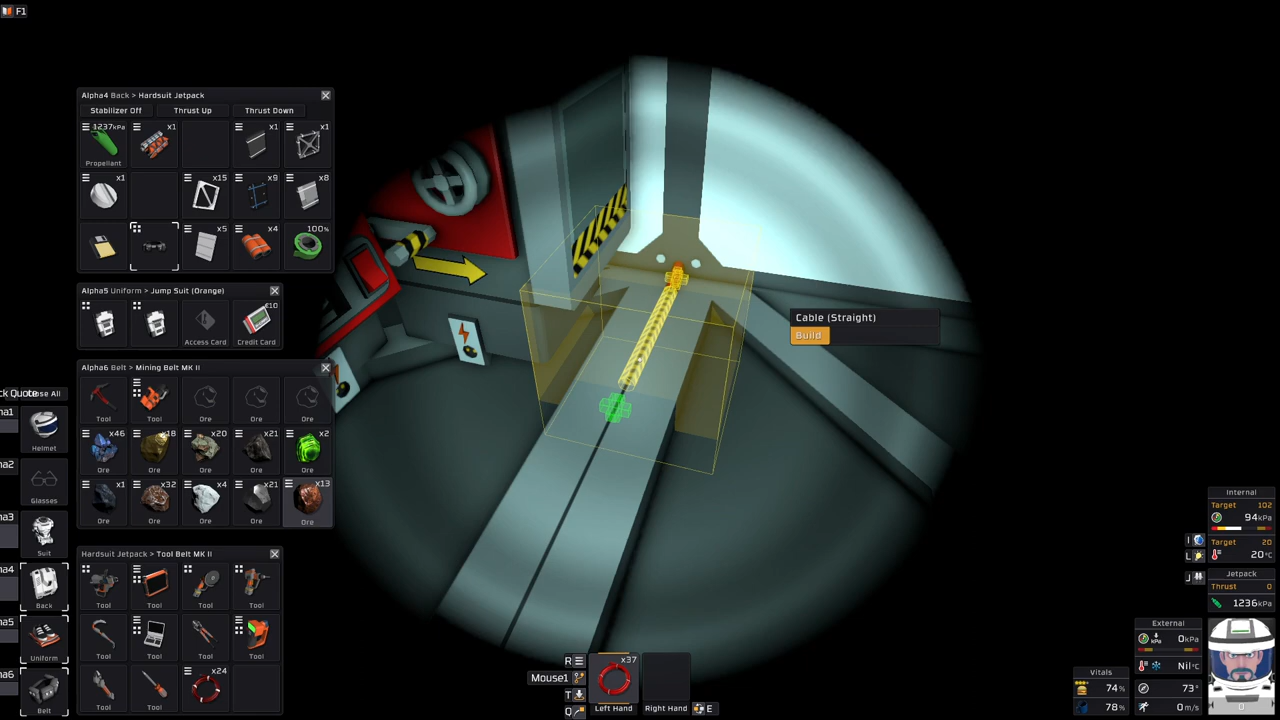 F1
Alpha4 Back > Hardsuit Jetpack
Stabilizer Off Thrust Up Thrust Down
1237kPa x1 x1 x1
Propellant
x1 x15 x9 x8
x5 x4 100%
Alpha5 Uniform > Jump Suit (Orange)
€10
Access Card Credit Card
Alpha6 Belt > Mining Belt MK II
Tool Tool Ore Ore Ore
x46 x18 x20 x21 x2
Ore Ore Ore Ore Ore
x1 x32 x4 x21 x13
Ore Ore Ore Ore Ore
Hardsuit Jetpack > Tool Belt MK II
Tool Tool Tool Tool
Tool Tool Tool Tool
x24
Tool Tool Tool
Helmet
Glasses
Suit
Back
Uniform
Belt
Cable (Straight)
Build
R
Mouse1
T
Q
x37
Left Hand Right Hand E
Internal
Target 102
94kPa
Target 20
20°C
I
L
J
Jetpack
Thrust 0
1236kPa
External
0kPa
Nil°C
Vitals
74%
78%
73°
0m/s
0